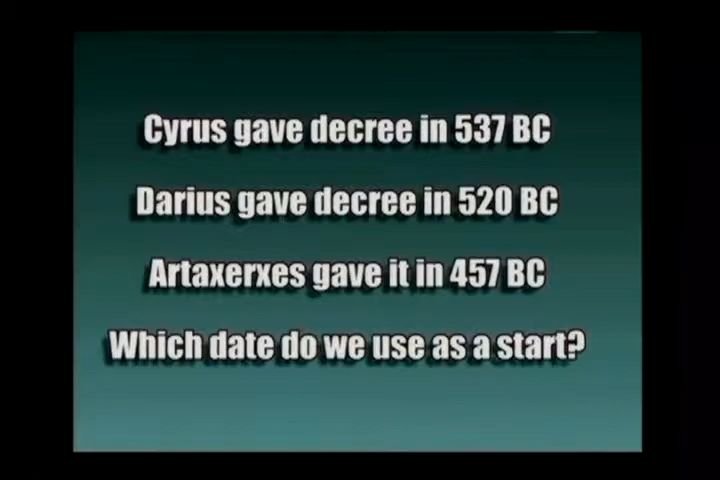 Cyrus gave decree in 537 BC
Darius gave decree in 520 BC
Artaxerxes gave it in 457 BC
Which date do we use as a start?